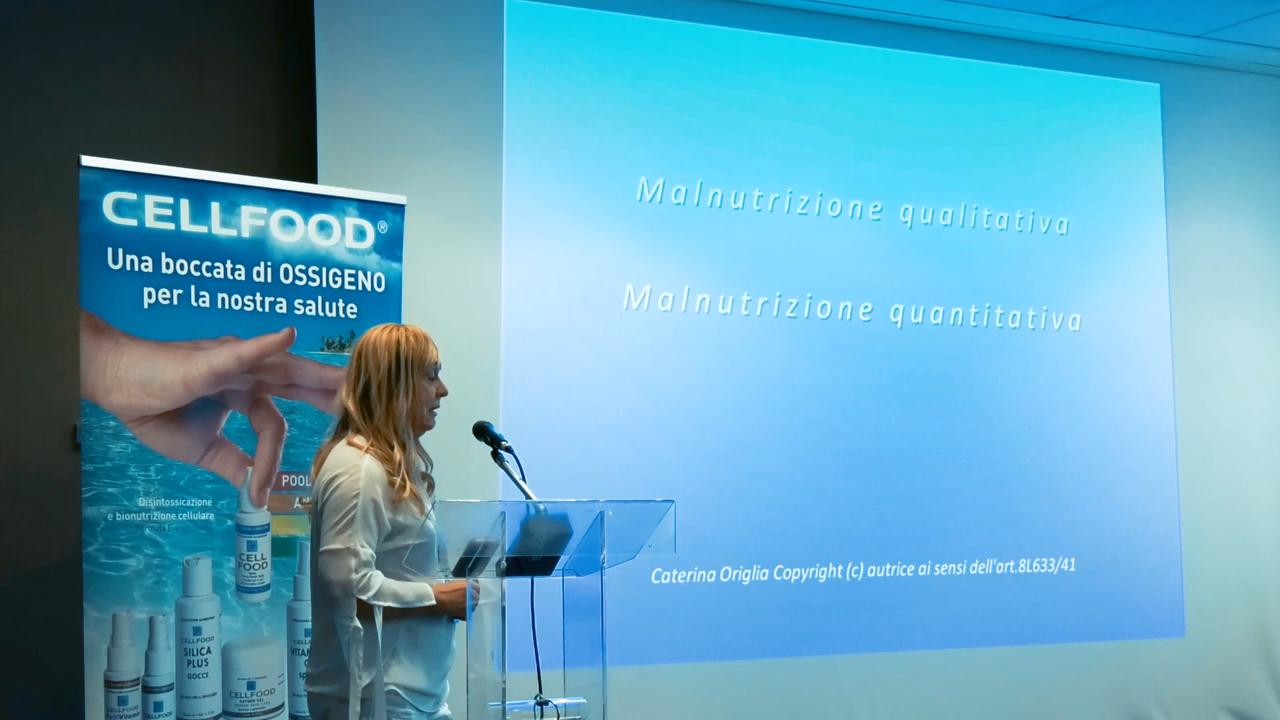 CELLFOOD®
Una boccata di OSSIGENO
per la nostra salute
POOL
Disintossicazione
e bionutrizione cellulare
CELL
FOOD
CELLFOOD
SILICA
PLUS
GOCCE
CELLFOOD
CELLFOOD
Malnutrizione qualitativa
Malnutrizione quantitativa
Caterina Origlia Copyright (c) autrice ai sensi dell'art.8L633/41